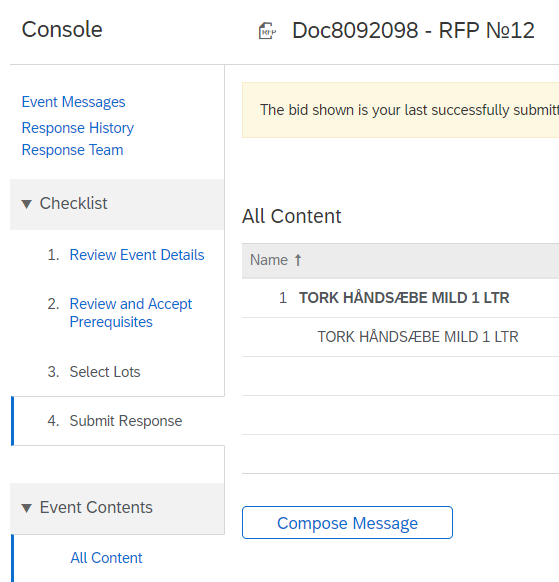 Console
RFP
Doc8092098 - RFP №12
Event Messages
Response History
Response Team
The bid shown is your last successfully
▼ Checklist
1. Review Event Details
2. Review and Accept
Prerequisites
3. Select Lots
4. Submit Response
▼ Event Contents
All Content
All Content
Name ↑
1 TORK HÅNDSÆBE MILD 1 LTR
TORK HÅNDSÆBE MILD 1 LTR
Compose Message